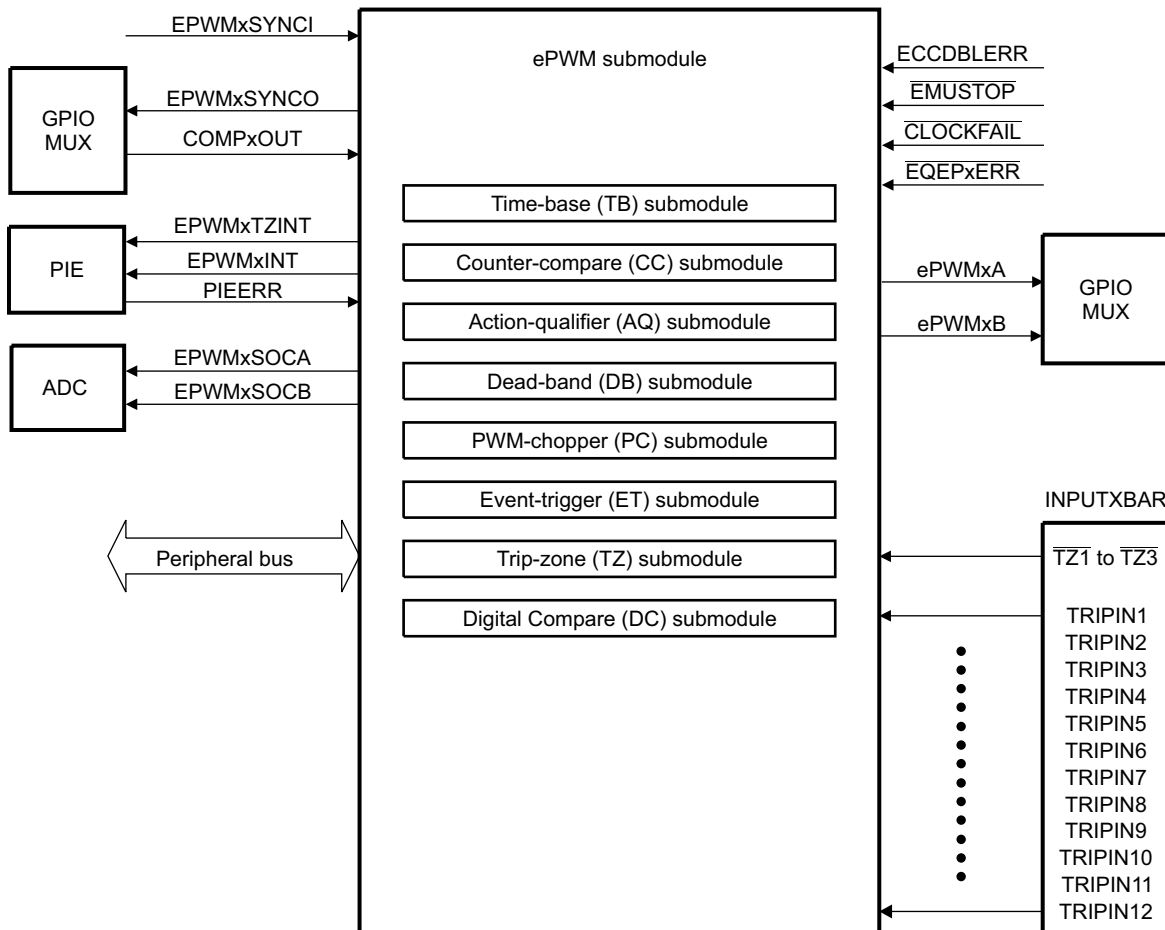 EPWMxSYNCI
GPIO
MUX
EPWMxSYNCO
COMPxOUT
PIE
EPWMxTZINT
EPWMxINT
PIEERR
ADC
EPWMxSOCA
EPWMxSOCB
Peripheral bus
ePWM submodule
Time-base (TB) submodule
Counter-compare (CC) submodule
Action-qualifier (AQ) submodule
Dead-band (DB) submodule
PWM-chopper (PC) submodule
Event-trigger (ET) submodule
Trip-zone (TZ) submodule
Digital Compare (DC) submodule
ECCDBLERR
EMUSTOP
CLOCKFAIL
EQEPxERR
ePWMxA
ePWMxB
GPIO
MUX
INPUTXBAR
TZ1 to TZ3
TRIPIN1
TRIPIN2
TRIPIN3
TRIPIN4
TRIPIN5
TRIPIN6
TRIPIN7
TRIPIN8
TRIPIN9
TRIPIN10
TRIPIN11
TRIPIN12